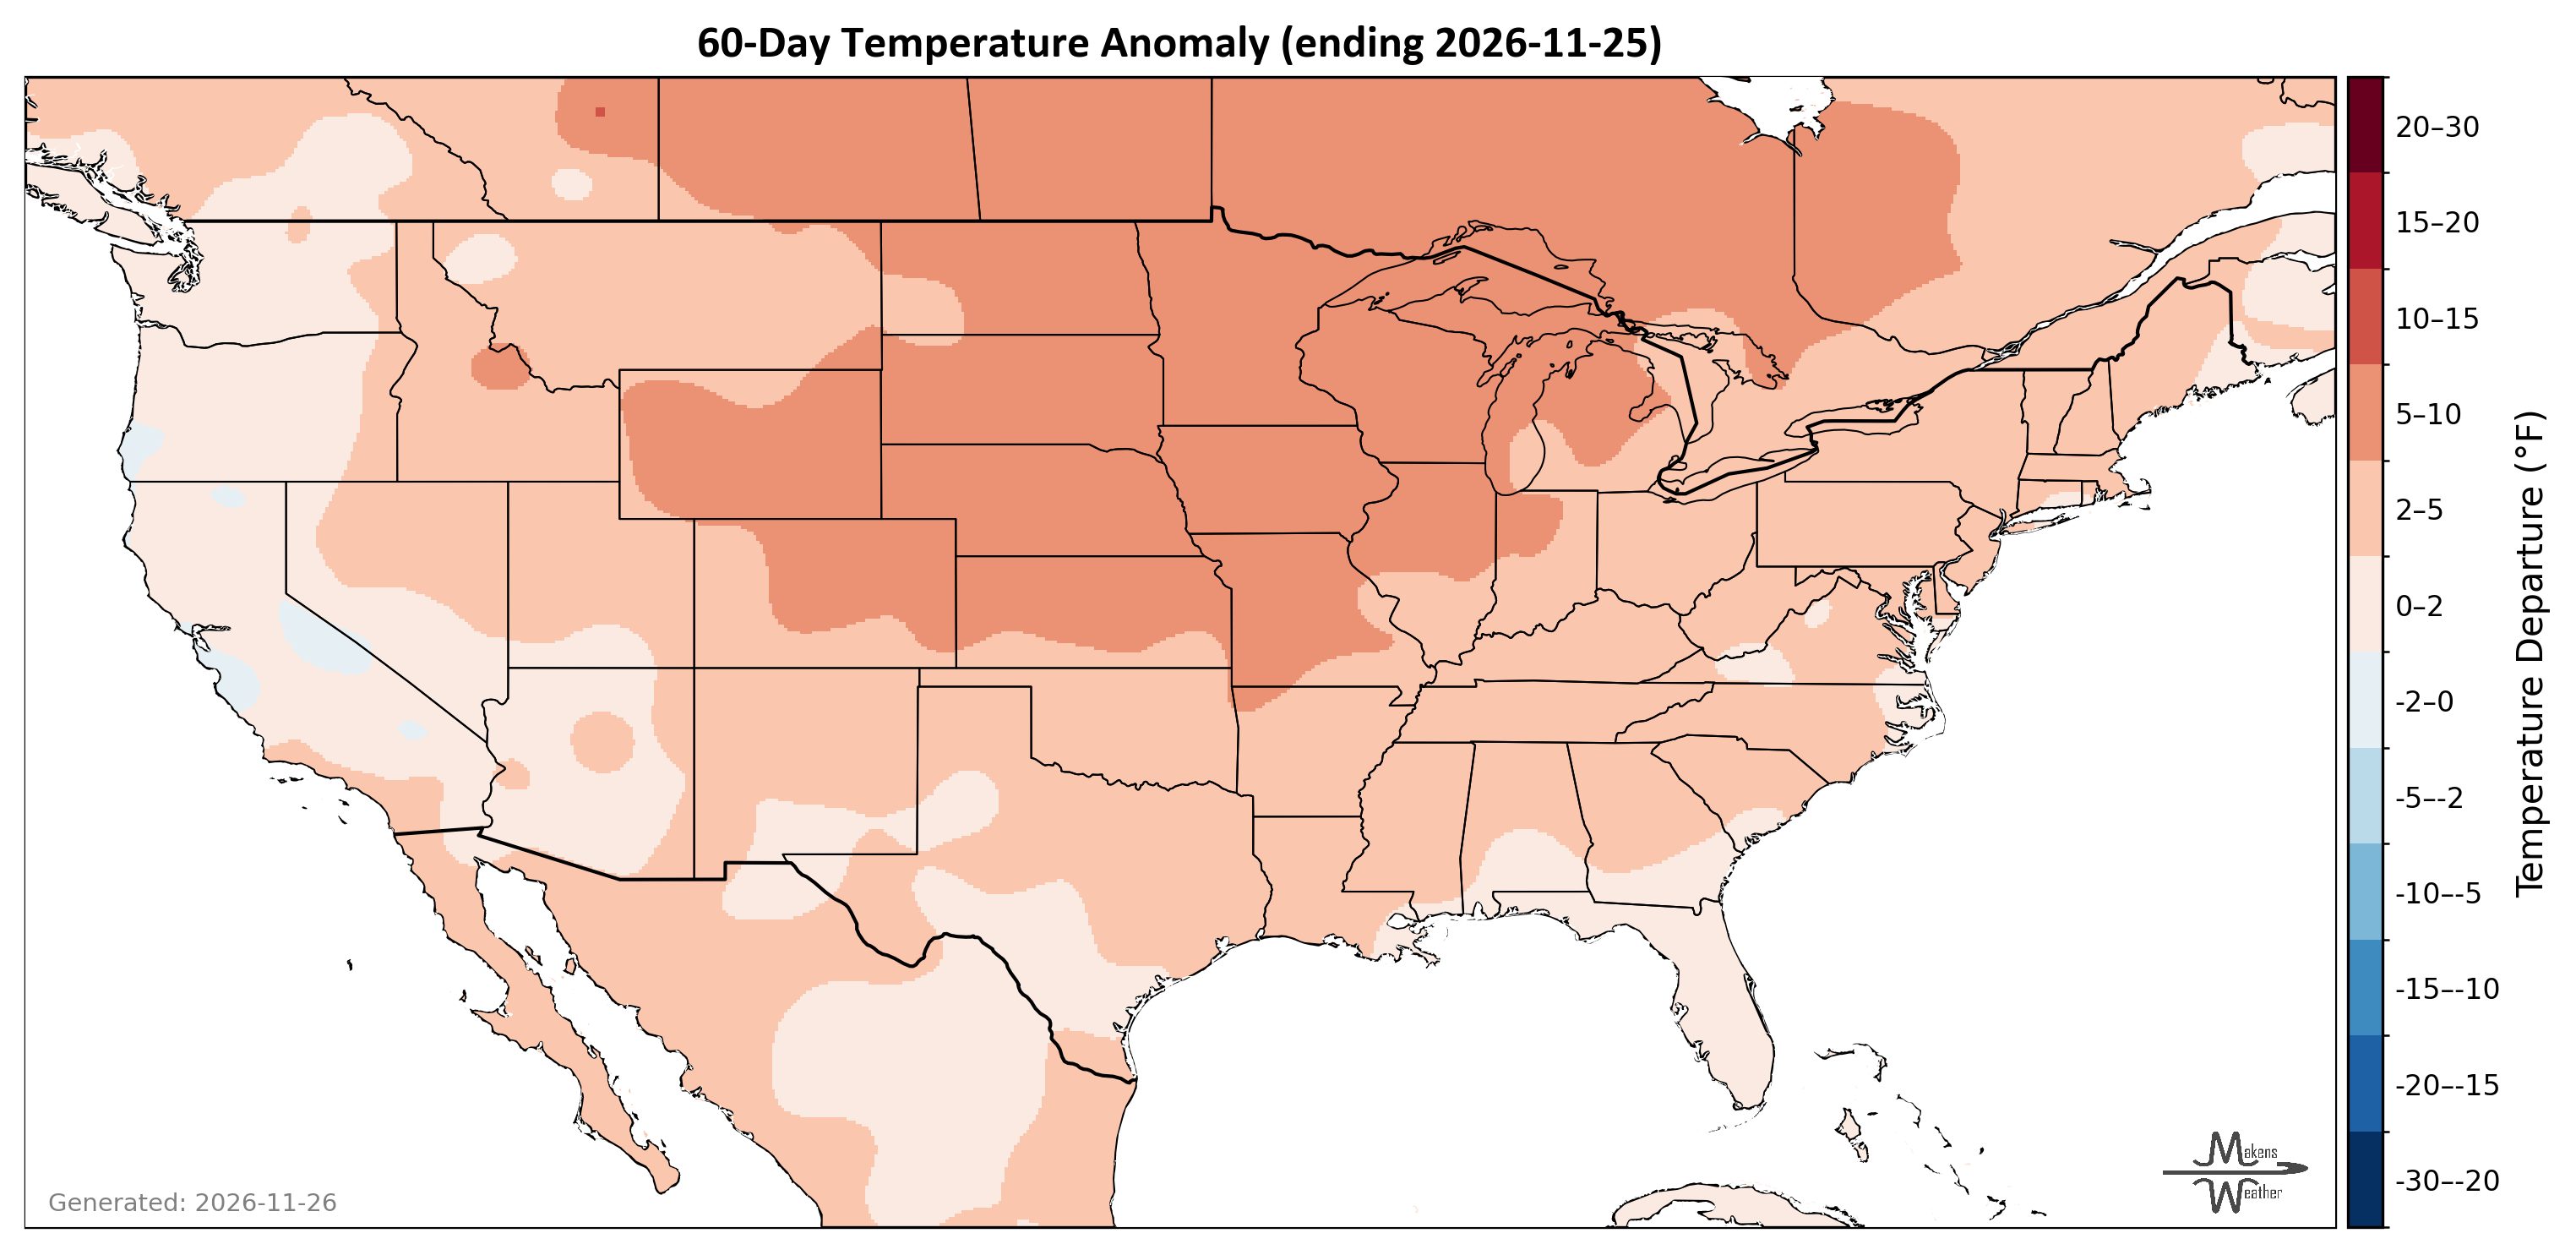 60-Day Temperature Anomaly (ending 2026-11-25)
20–30
15–20
10–15
5–10
2–5
0–2
-2–0
-5–-2
-10–-5
-15–-10
-20–-15
-30–-20
Temperature Departure (°F)
Generated: 2026-11-26
Makens
Weather